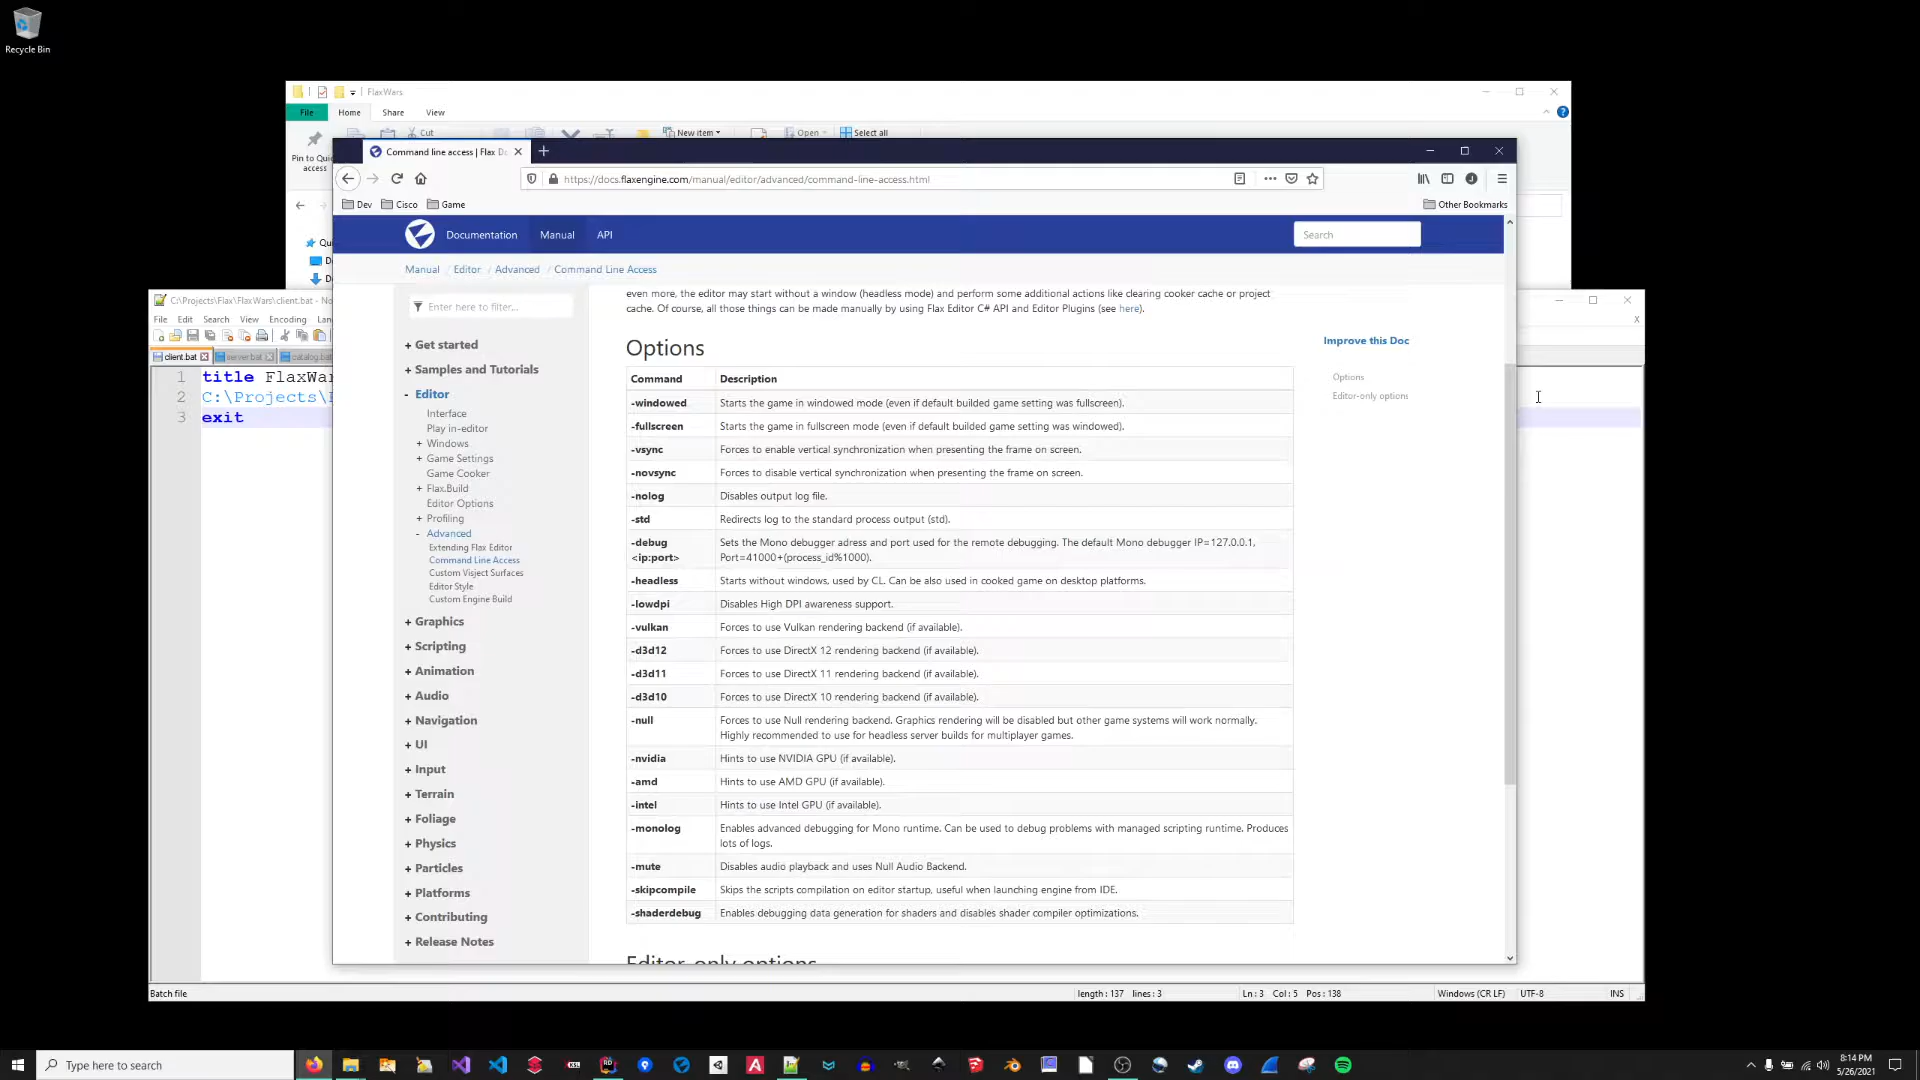 Recycle Bin
FlaxWars
File Home Share View
Cut
New item
Open
Select all
Command line access | Flax Do
https://docs.flaxengine.com/manual/editor/advanced/command-line-access.html
Dev Cisco Game
Other Bookmarks
Documentation Manual API
Search
Manual / Editor / Advanced / Command Line Access
Enter here to filter...
+ Get started
+ Samples and Tutorials
- Editor
Interface
Play in-editor
+ Windows
+ Game Settings
Game Cooker
+ Flax.Build
Editor Options
+ Profiling
- Advanced
Extending Flax Editor
Command Line Access
Custom Visject Surfaces
Editor Style
Custom Engine Build
+ Graphics
+ Scripting
+ Animation
+ Audio
+ Navigation
+ UI
+ Input
+ Terrain
+ Foliage
+ Physics
+ Particles
+ Platforms
+ Contributing
+ Release Notes
even more, the editor may start without a window (headless mode) and perform some additional actions like clearing cooker cache or project
cache. Of course, all those things can be made manually by using Flax Editor C# API and Editor Plugins (see here).
Options
Command Description
-windowed Starts the game in windowed mode (even if default builded game setting was fullscreen).
-fullscreen Starts the game in fullscreen mode (even if default builded game setting was windowed).
-vsync Forces to enable vertical synchronization when presenting the frame on screen.
-novsync Forces to disable vertical synchronization when presenting the frame on screen.
-nolog Disables output log file.
-std Redirects log to the standard process output (std).
-debug <ip:port> Sets the Mono debugger adress and port used for the remote debugging. The default Mono debugger IP=127.0.0.1,
Port=41000+(process_id%1000).
-headless Starts without windows, used by CL. Can be also used in cooked game on desktop platforms.
-lowdpi Disables High DPI awareness support.
-vulkan Forces to use Vulkan rendering backend (if available).
-d3d12 Forces to use DirectX 12 rendering backend (if available).
-d3d11 Forces to use DirectX 11 rendering backend (if available).
-d3d10 Forces to use DirectX 10 rendering backend (if available).
-null Forces to use Null rendering backend. Graphics rendering will be disabled but other game systems will work normally.
Highly recommended to use for headless server builds for multiplayer games.
-nvidia Hints to use NVIDIA GPU (if available).
-amd Hints to use AMD GPU (if available).
-intel Hints to use Intel GPU (if available).
-monolog Enables advanced debugging for Mono runtime. Can be used to debug problems with managed scripting runtime. Produces
lots of logs.
-mute Disables audio playback and uses Null Audio Backend.
-skipcompile Skips the scripts compilation on editor startup, useful when launching engine from IDE.
-shaderdebug Enables debugging data generation for shaders and disables shader compiler optimizations.
Editor-only options
Improve this Doc
Options
Editor-only options
Pin to Quick
access
C:\Projects\Flax\FlaxWars\client.bat - No
File Edit Search View Encoding Lan
client.bat server.bat catalog.bat
1 title FlaxWar
2 C:\Projects\
3 exit
Batch file
length : 137 lines : 3
Ln : 3 Col : 5 Pos : 138
Windows (CR LF)
UTF-8
INS
Type here to search
8:14 PM
5/26/2021